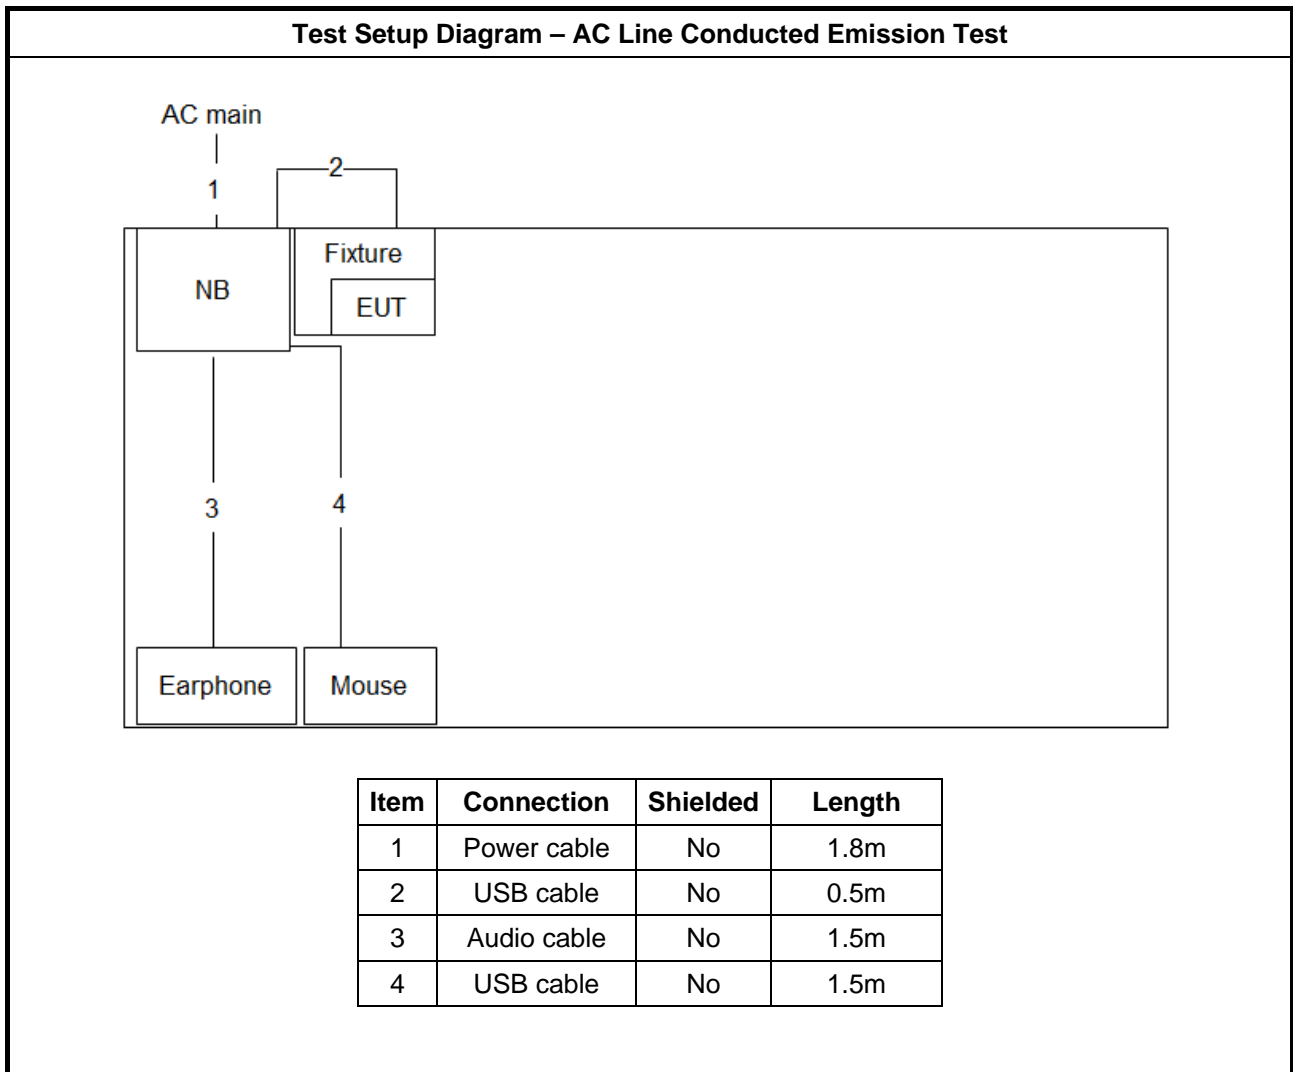 Test Setup Diagram – AC Line Conducted Emission Test
AC main
2
1
Fixture
NB
EUT
3
4
Earphone
Mouse
Item Connection Shielded Length
1 Power cable No 1.8m
2 USB cable No 0.5m
3 Audio cable No 1.5m
4 USB cable No 1.5m